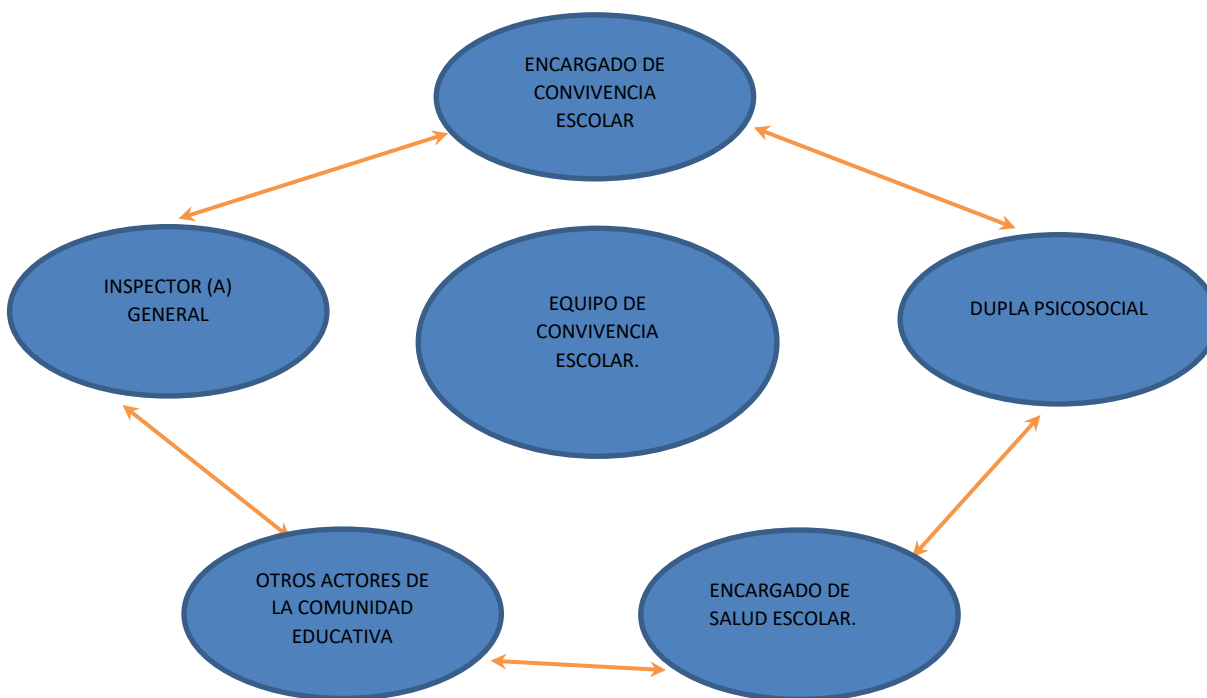 ENCARGADO DE
CONVIVENCIA
ESCOLAR
INSPECTOR (A)
GENERAL
EQUIPO DE
CONVIVENCIA
ESCOLAR.
DUPLA PSICOSOCIAL
OTROS ACTORES DE
LA COMUNIDAD
EDUCATIVA
ENCARGADO DE
SALUD ESCOLAR.